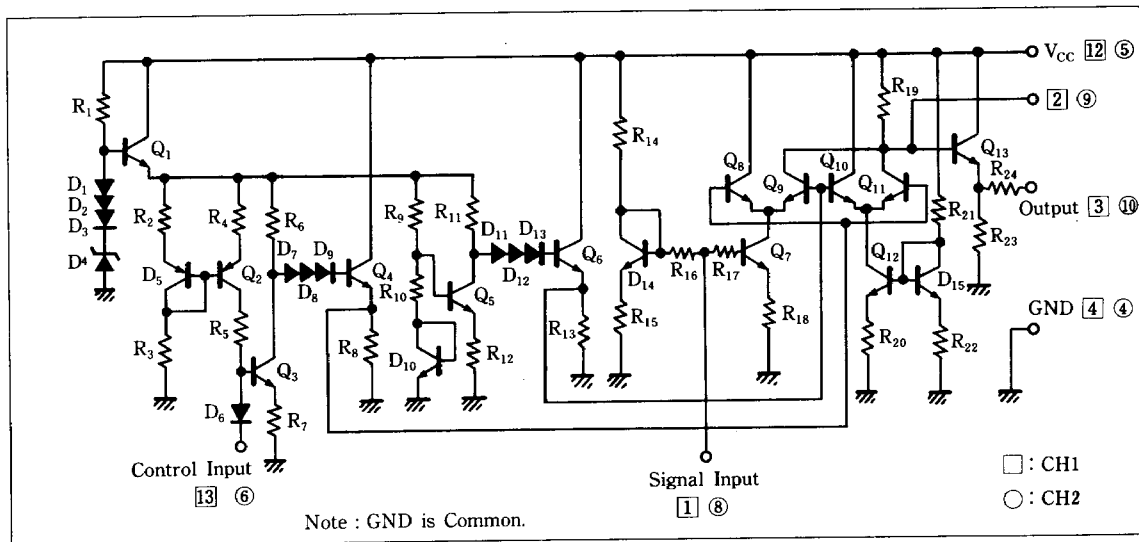 V_CC 12 ⑤
R19
2 ⑨
R1
R14
Q1
Q8
Q9
Q10
Q11
Q13
R24
Output 3 ⑩
D1
D2
D3
D4
R2
R4
R6
R9
R11
R21
R23
D7
D9
D8
D11
D13
D12
D5
Q2
Q4
Q6
R16
R17
Q7
Q12
D15
D14
GND 4 ④
R10
Q5
R3
R5
R8
R13
R15
R18
R20
R22
Q3
D10
R12
D6
R7
Control Input
13 ⑥
Signal Input
1 ⑧
□ : CH1
○ : CH2
Note : GND is Common.